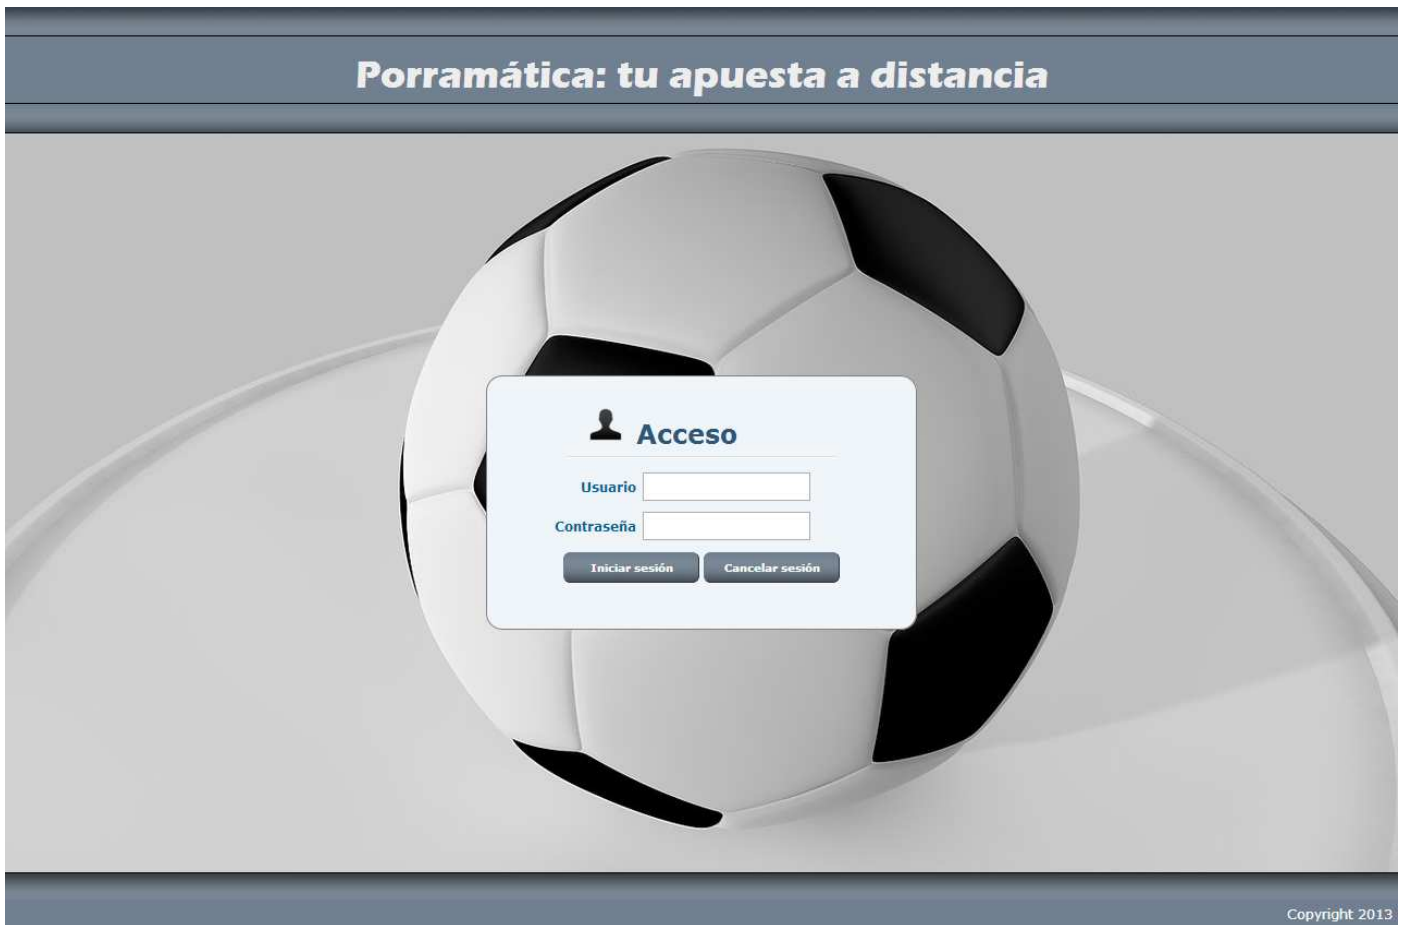 Porramática: tu apuesta a distancia
Acceso
Usuario
Contraseña
Iniciar sesión Cancelar sesión
Copyright 2013